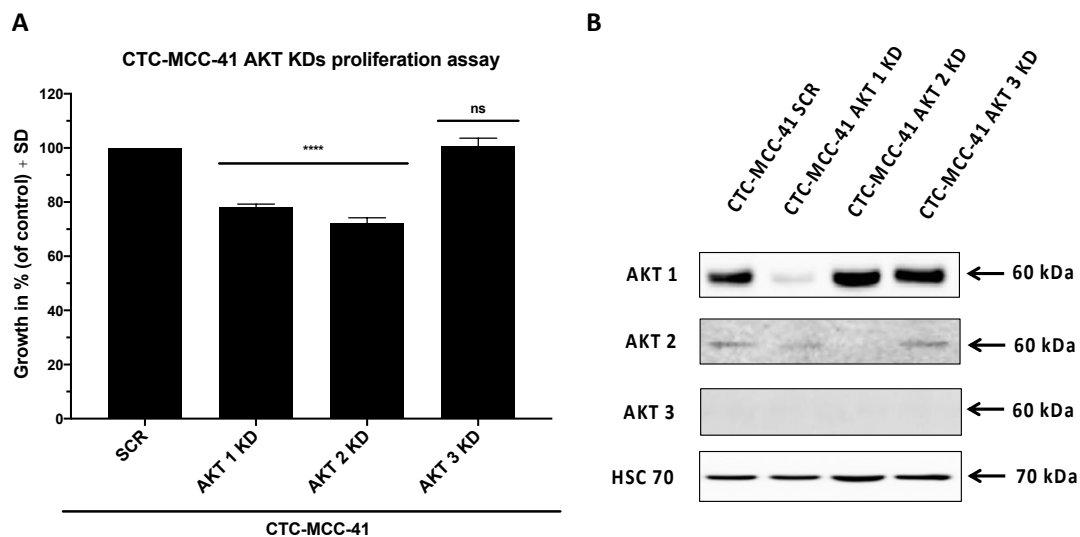 A
CTC-MCC-41 AKT KDs proliferation assay
Growth in % (of control) + SD
120
100
80
60
40
20
0
****
ns
SCR
AKT 1 KD
AKT 2 KD
AKT 3 KD
CTC-MCC-41
B
CTC-MCC-41 SCR
CTC-MCC-41 AKT 1 KD
CTC-MCC-41 AKT 2 KD
CTC-MCC-41 AKT 3 KD
AKT 1 60 kDa
AKT 2 60 kDa
AKT 3 60 kDa
HSC 70 70 kDa